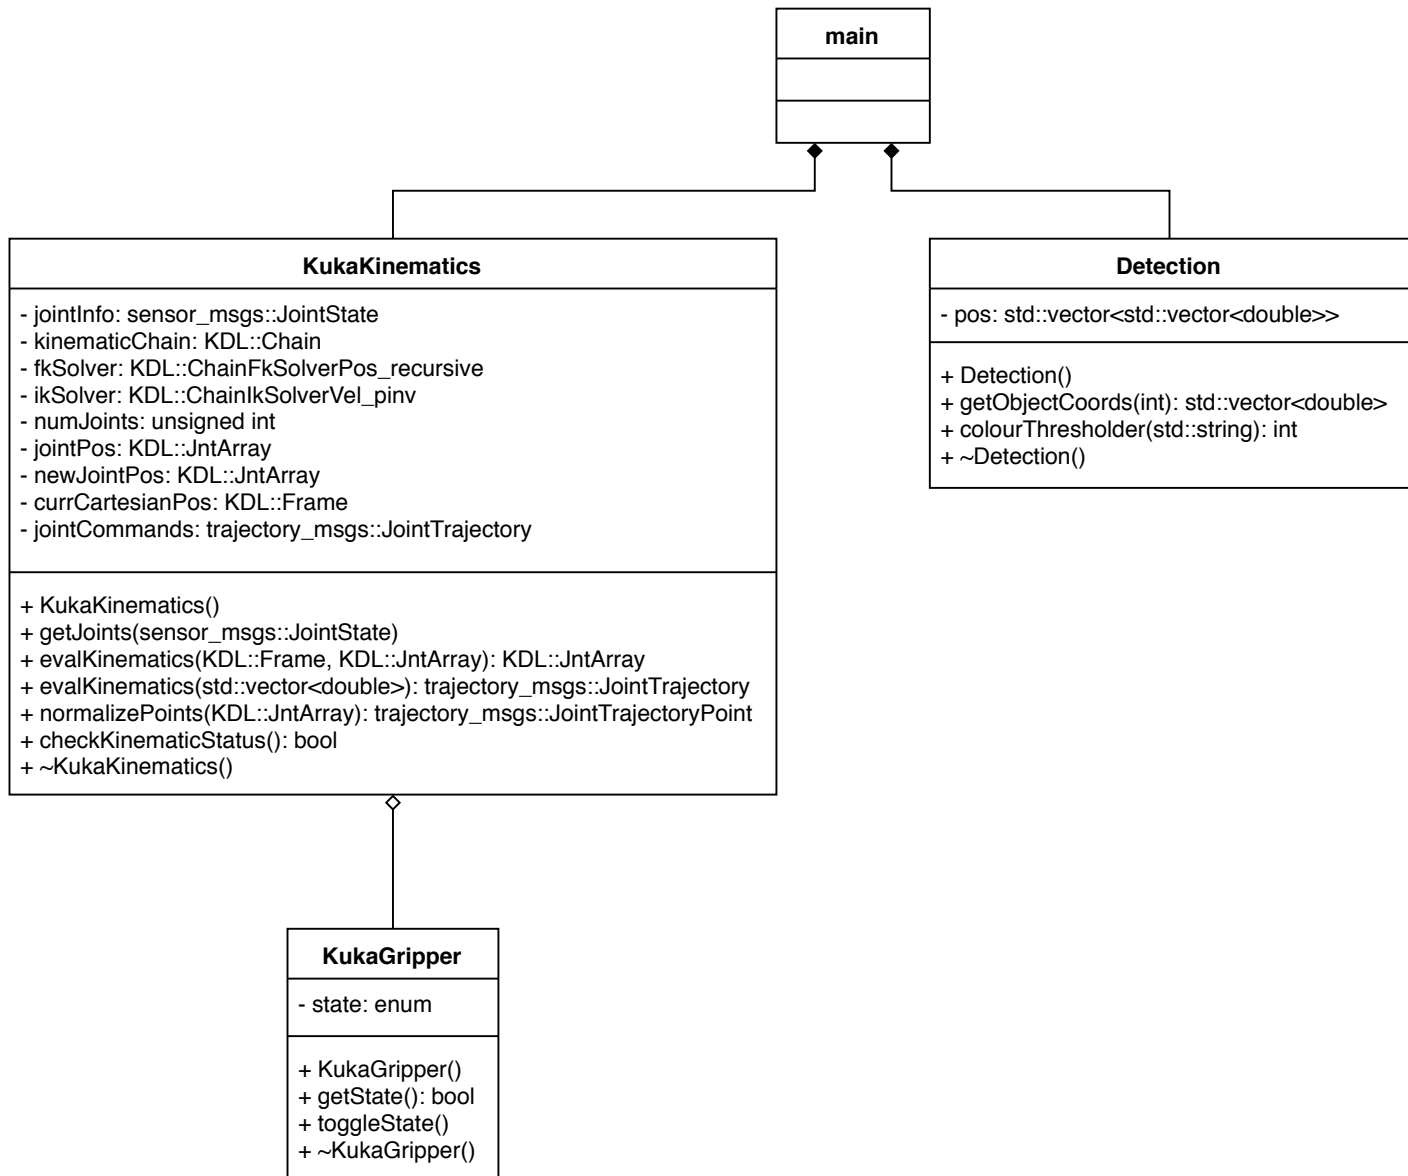 main
KukaKinematics
- jointInfo: sensor_msgs::JointState
- kinematicChain: KDL::Chain
- fkSolver: KDL::ChainFkSolverPos_recursive
- ikSolver: KDL::ChainIkSolverVel_pinv
- numJoints: unsigned int
- jointPos: KDL::JntArray
- newJointPos: KDL::JntArray
- currCartesianPos: KDL::Frame
- jointCommands: trajectory_msgs::JointTrajectory
+ KukaKinematics()
+ getJoints(sensor_msgs::JointState)
+ evalKinematics(KDL::Frame, KDL::JntArray): KDL::JntArray
+ evalKinematics(std::vector<double>): trajectory_msgs::JointTrajectory
+ normalizePoints(KDL::JntArray): trajectory_msgs::JointTrajectoryPoint
+ checkKinematicStatus(): bool
+ ~KukaKinematics()
Detection
- pos: std::vector<std::vector<double>>
+ Detection()
+ getObjectCoords(int): std::vector<double>
+ colourThresholder(std::string): int
+ ~Detection()
KukaGripper
- state: enum
+ KukaGripper()
+ getState(): bool
+ toggleState()
+ ~KukaGripper()